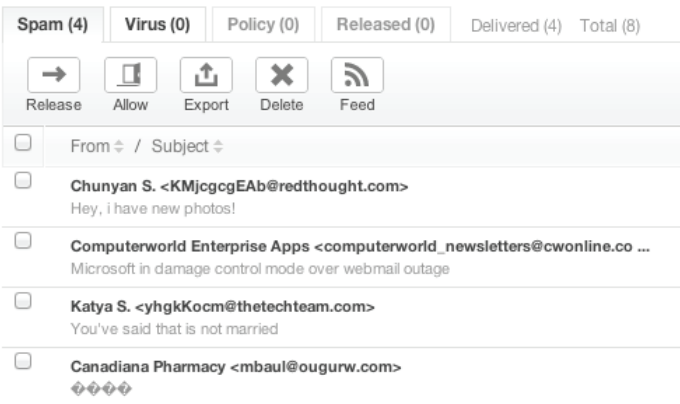 Spam (4) Virus (0) Policy (0) Released (0) Delivered (4) Total (8)
Release Allow Export Delete Feed
From / Subject
Chunyan S. <KMjcgcgEAb@redthought.com>
Hey, i have new photos!
Computerworld Enterprise Apps <computerworld_newsletters@cwonline.co ...
Microsoft in damage control mode over webmail outage
Katya S. <yhgkKocm@thetechteam.com>
You've said that is not married
Canadiana Pharmacy <mbaul@ougurw.com>
����